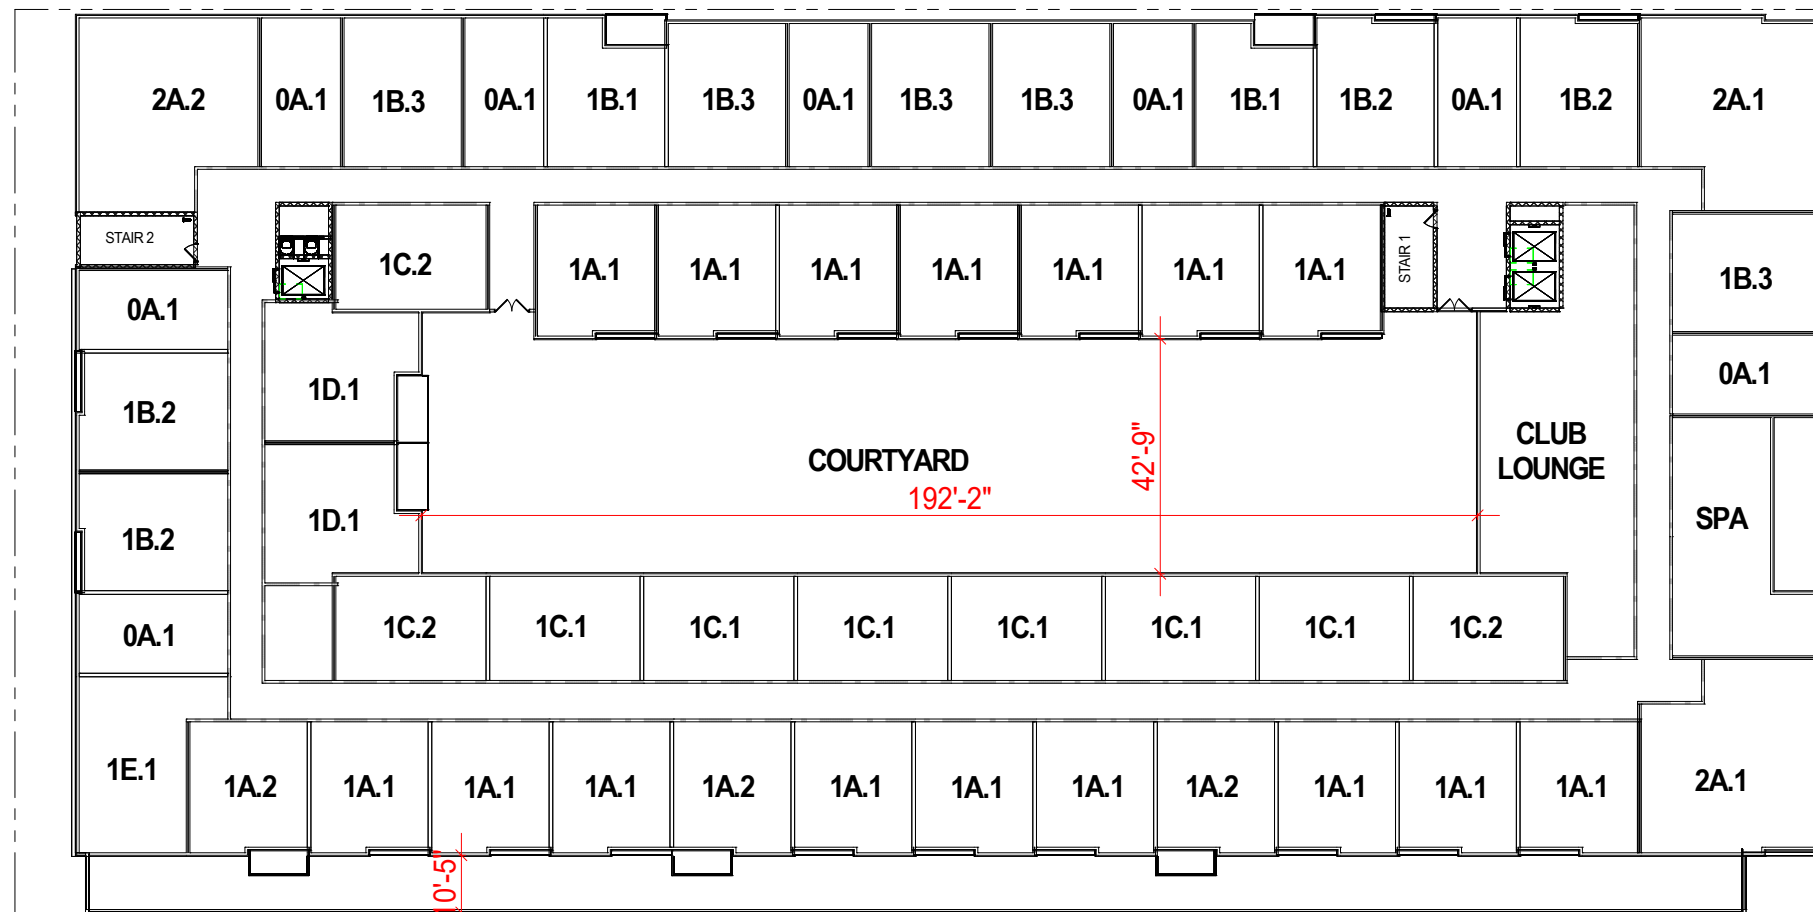 2A.2
0A.1
1B.3
0A.1
1B.1
1B.3
0A.1
1B.3
1B.3
0A.1
1B.1
1B.2
0A.1
1B.2
2A.1
STAIR 2
1C.2
1A.1
1A.1
1A.1
1A.1
1A.1
1A.1
1A.1
STAIR 1
1B.3
0A.1
0A.1
1D.1
1B.2
42'-9"
CLUB
LOUNGE
COURTYARD
192'-2"
1D.1
SPA
1B.2
0A.1
1C.2
1C.1
1C.1
1C.1
1C.1
1C.1
1C.1
1C.2
1E.1
1A.2
1A.1
1A.1
1A.1
1A.2
1A.1
1A.1
1A.1
1A.2
1A.1
1A.1
1A.1
2A.1
10'-5"